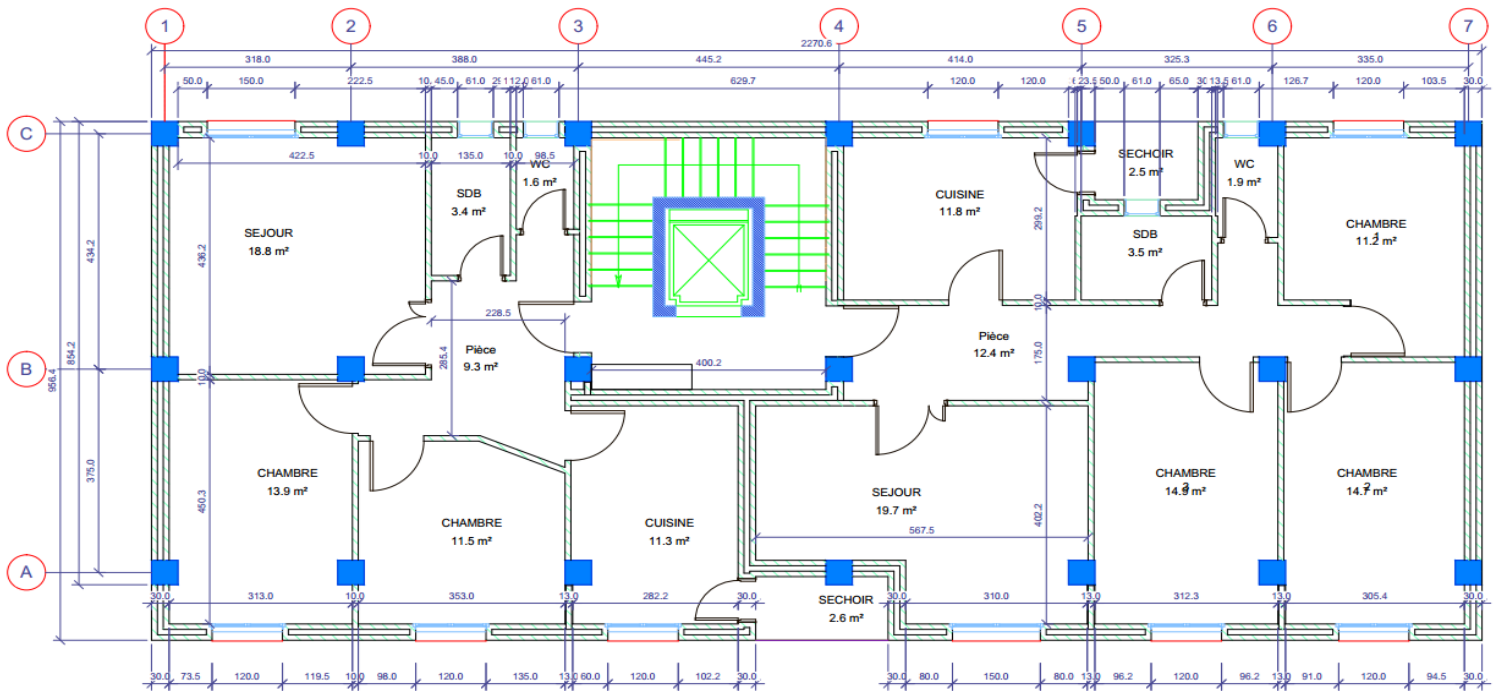 1 2 3 4 5 6 7
2270.6
318.0 388.0 445.2 414.0 325.3 335.0
50.0 150.0 222.5 45.0 61.0 12.0 61.0 629.7 120.0 120.0 23.5 50.0 61.0 65.0 13.5 61.0 126.7 120.0 103.5 30.0
C
422.5 10.0 135.0 10.0 98.5
WC
1.6 m²
SDB
3.4 m²
SEJOUR
18.8 m²
CUISINE
11.8 m²
SECHOIR
2.5 m²
WC
1.9 m²
SDB
3.5 m²
CHAMBRE
1
11.2 m²
434.2
436.2
299.2
10.0
228.5
285.4
Pièce
9.3 m²
Pièce
12.4 m²
175.0
B
400.2
956.4
854.2
10.0
375.0
450.3
CHAMBRE
13.9 m²
CHAMBRE
11.5 m²
CUISINE
11.3 m²
SEJOUR
19.7 m²
567.5
402.2
CHAMBRE
3
14.9 m²
CHAMBRE
2
14.7 m²
A
SECHOIR
2.6 m²
30.0 313.0 10.0 353.0 13.0 282.2 30.0 30.0 310.0 13.0 312.3 13.0 305.4 30.0
30.0 73.5 120.0 119.5 10.0 98.0 120.0 135.0 13.0 60.0 120.0 102.2 30.0 30.0 80.0 150.0 80.0 13.0 96.2 120.0 96.2 13.0 91.0 120.0 94.5 30.0